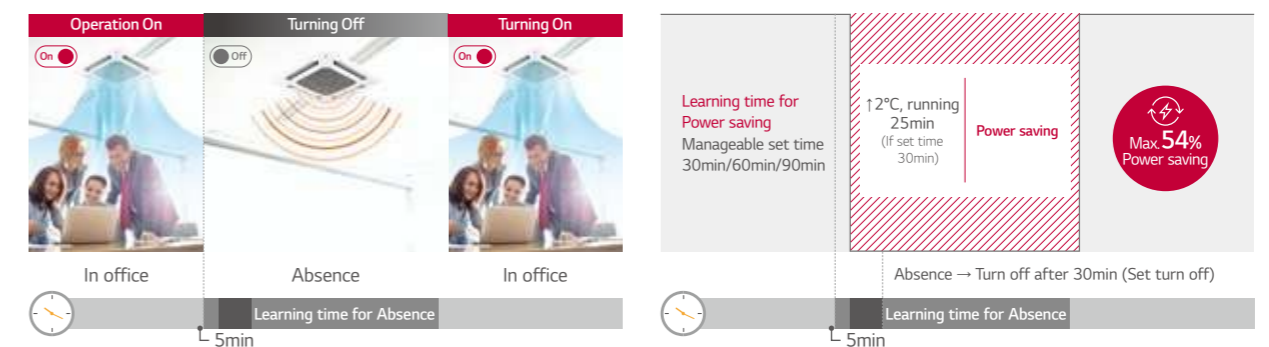 Operation On
Turning Off
Turning On
On
Off
On
In office
Absence
In office
Learning time for Absence
5min
Learning time for
Power saving
Manageable set time
30min/60min/90min
↑2°C, running
25min
(If set time
30min)
Power saving
Max.54%
Power saving
Absence → Turn off after 30min (Set turn off)
Learning time for Absence
5min